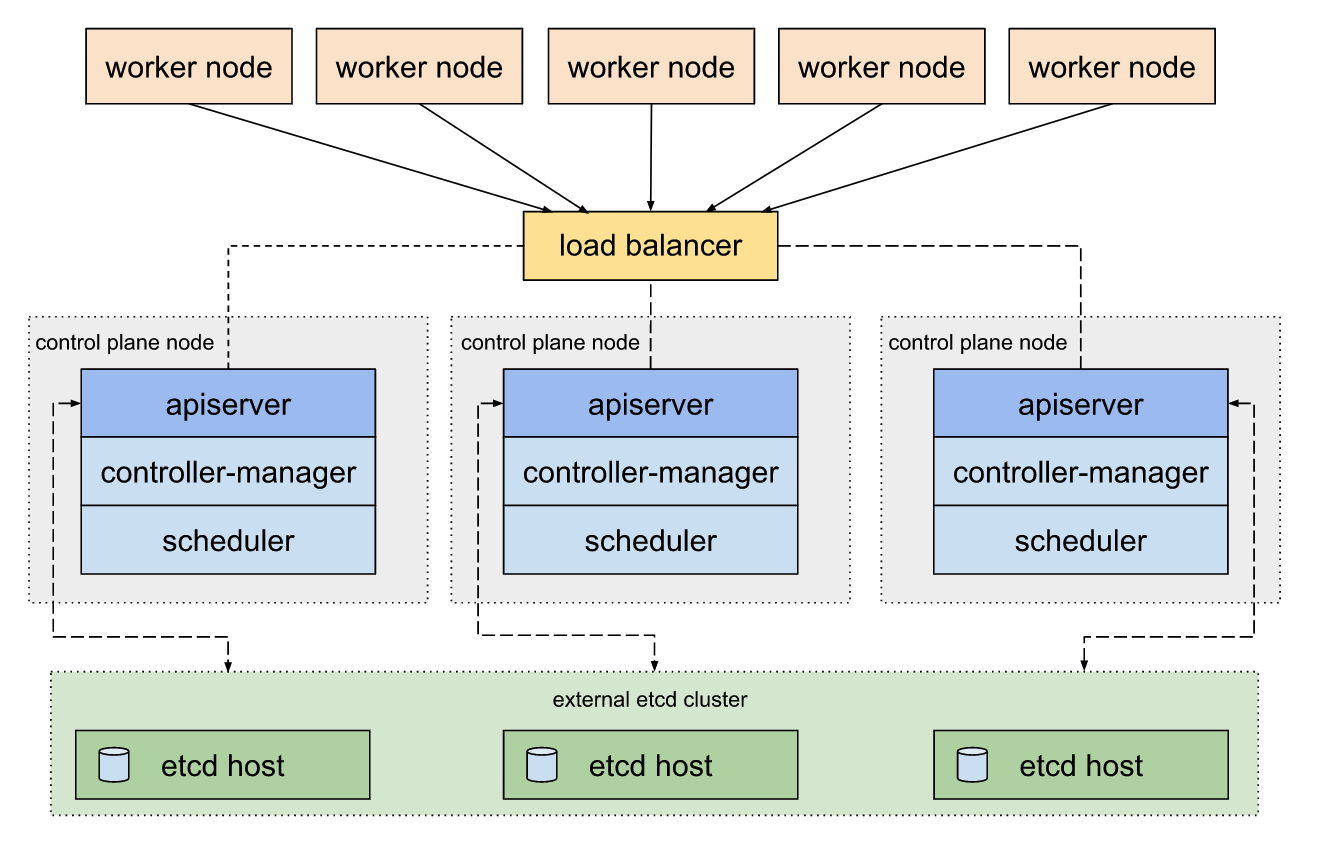 worker node
worker node
worker node
worker node
worker node
load balancer
control plane node
apiserver
controller-manager
scheduler
control plane node
apiserver
controller-manager
scheduler
control plane node
apiserver
controller-manager
scheduler
external etcd cluster
etcd host
etcd host
etcd host